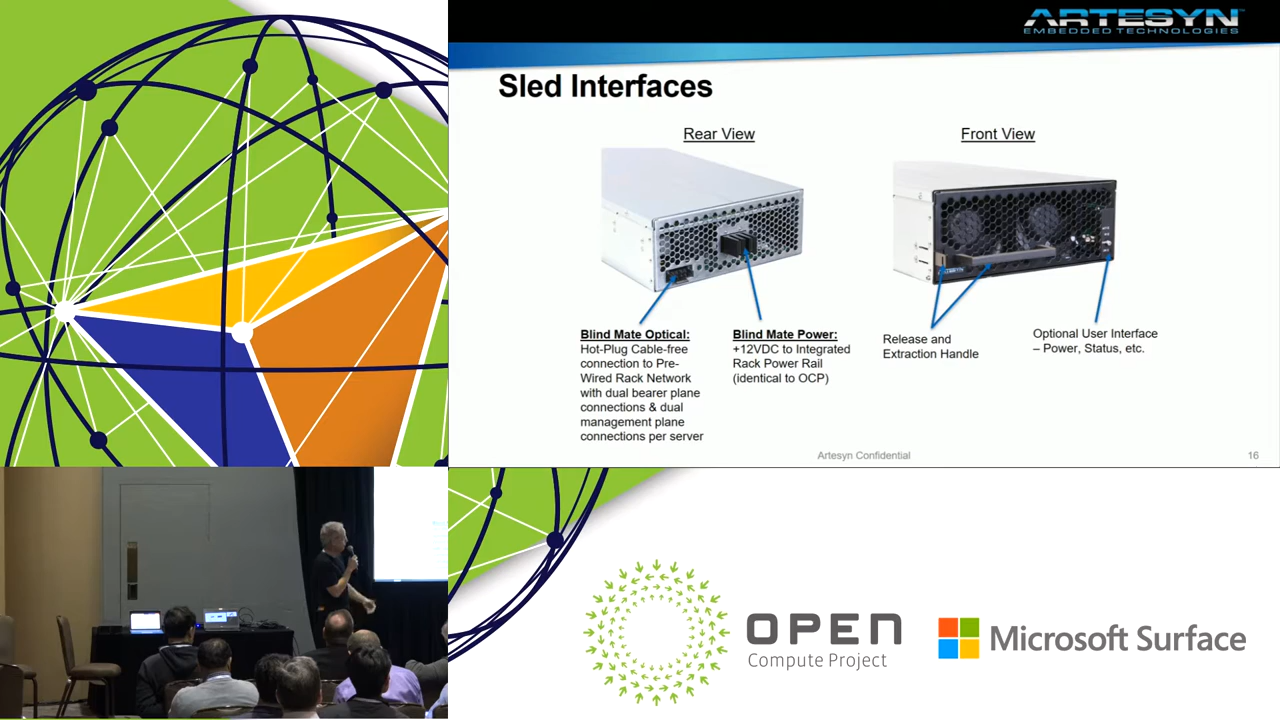 ARTESYN
EMBEDDED TECHNOLOGIES
Sled Interfaces
Rear View
Front View
Blind Mate Optical:
Hot-Plug Cable-free
connection to Pre-
Wired Rack Network
with dual bearer plane
connections & dual
management plane
connections per server
Blind Mate Power:
+12VDC to Integrated
Rack Power Rail
(identical to OCP)
Release and
Extraction Handle
Optional User Interface
– Power, Status, etc.
Artesyn Confidential
16
OPEN
Compute Project
Microsoft Surface